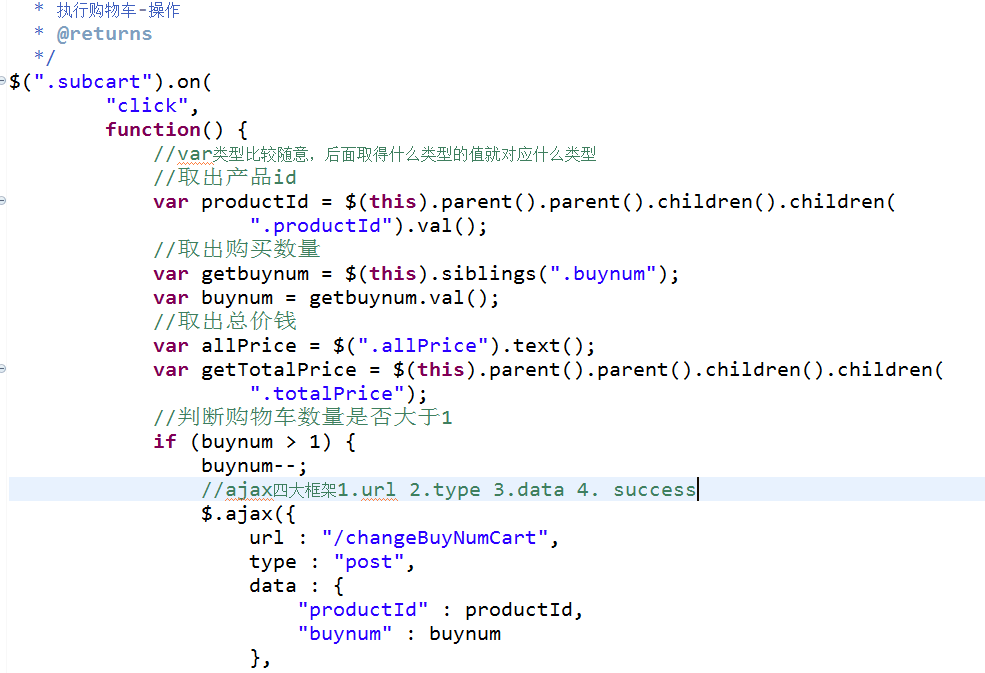 * 执行购物车-操作
* @returns
*/
$(".subcart").on(
"click",
function() {
//var类型比较随意，后面取得什么类型的值就对应什么类型
//取出产品id
var productId = $(this).parent().parent().children().children(
".productId").val();
//取出购买数量
var getbuynum = $(this).siblings(".buynum");
var buynum = getbuynum.val();
//取出总价钱
var allPrice = $(".allPrice").text();
var getTotalPrice = $(this).parent().parent().children().children(
".totalPrice");
//判断购物车数量是否大于1
if (buynum > 1) {
buynum--;
//ajax四大框架1.url 2.type 3.data 4. success
$.ajax({
url : "/changeBuyNumCart",
type : "post",
data : {
"productId" : productId,
"buynum" : buynum
},